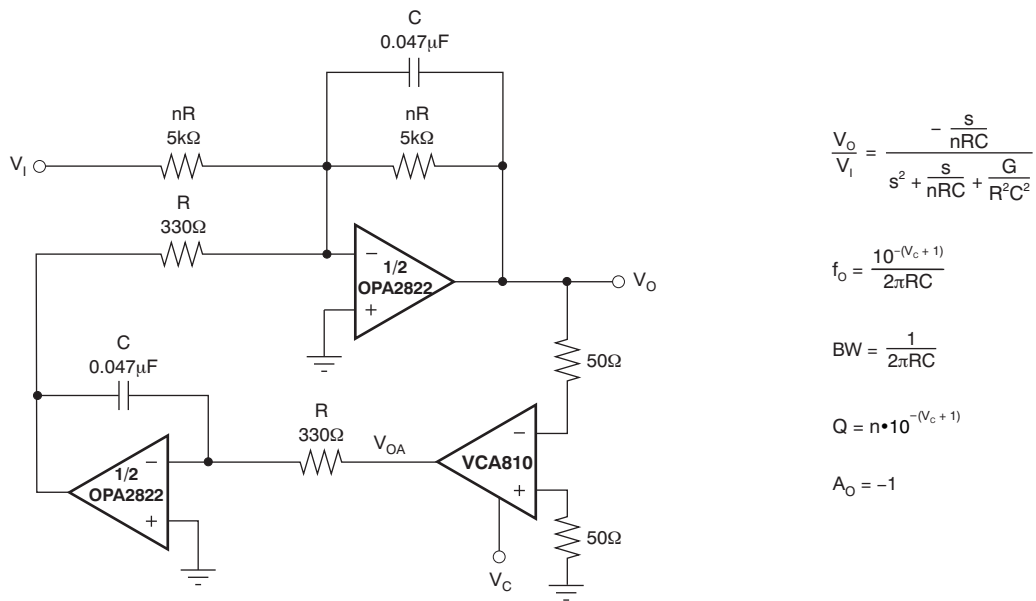 C
0.047μF
nR
5kΩ
nR
5kΩ
V_I
R
330Ω
−
1/2
OPA2822
+
V_O
C
0.047μF
50Ω
R
330Ω
V_OA
−
VCA810
+
−
1/2
OPA2822
+
50Ω
V_C
V_O / V_I = − s/nRC / s² + s/nRC + G/R²C²
f_O = 10^−(V_C + 1) / 2πRC
BW = 1 / 2πRC
Q = n•10^−(V_C + 1)
A_O = −1